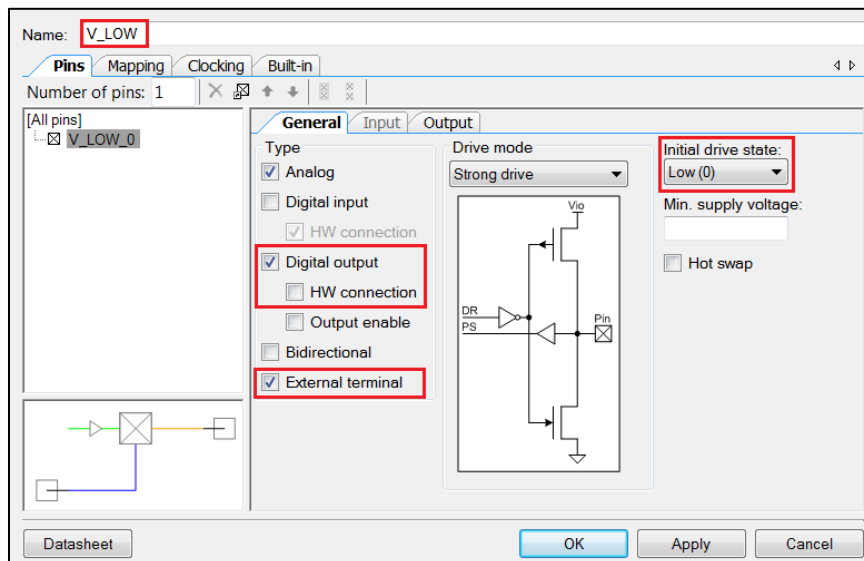 Name: V_LOW
Pins Mapping Clocking Built-in
Number of pins: 1
[All pins]
V_LOW_0
General Input Output
Type
Analog
Digital input
HW connection
Digital output
HW connection
Output enable
Bidirectional
External terminal
Drive mode
Strong drive
Vio
DR
PS
Pin
Initial drive state:
Low (0)
Min. supply voltage:
Hot swap
Datasheet OK Apply Cancel